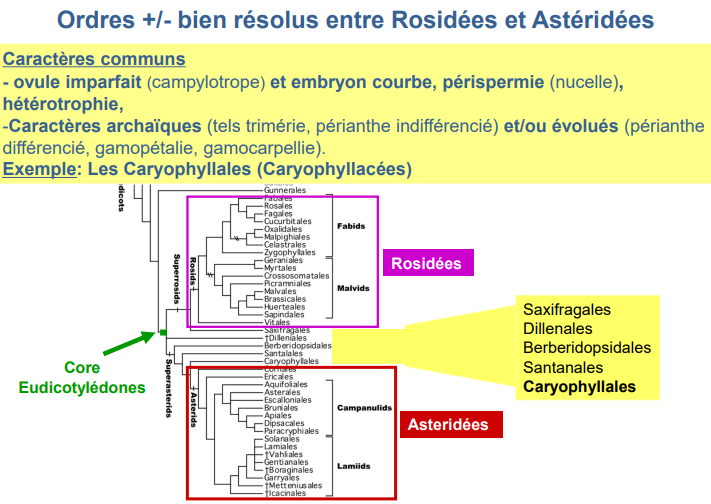 Ordres +/- bien résolus entre Rosidées et Astéridées
Caractères communs
- ovule imparfait (campylotrope) et embryon courbe, périspermie (nucelle),
hétérotrophie,
-Caractères archaïques (tels trimérie, périanthe indifférencié) et/ou évolués (périanthe
différencié, gamopétalie, gamocarpellie).
Exemple: Les Caryophyllales (Caryophyllacées)
Gunnerales
Fabales
Rosales
Fagales
Cucurbitales
Oxalidales
Malpighiales
Celastrales
Zygophyllales
Geraniales
Myrtales
Crossosomatales
Picramniales
Malvales
Brassicales
Huerteales
Sapindales
Vitales
Saxifragales
†Dilleniales
Berberidopsidales
Santalales
Caryophyllales
Cornales
Ericales
Aquifoliales
Asterales
Escalloniales
Bruniales
Apiales
Dipsacales
Paracryphiales
Solanales
Lamiales
†Vahliales
Gentianales
†Boraginales
Garryales
†Metteniusales
†Icacinales
Fabids
Malvids
Campanulids
Lamiids
Superrosids
Rosids
Superasterids
Asterids
Rosidées
Asteridées
Core
Eudicotylédones
Saxifragales
Dillenales
Berberidopsidales
Santanales
Caryophyllales